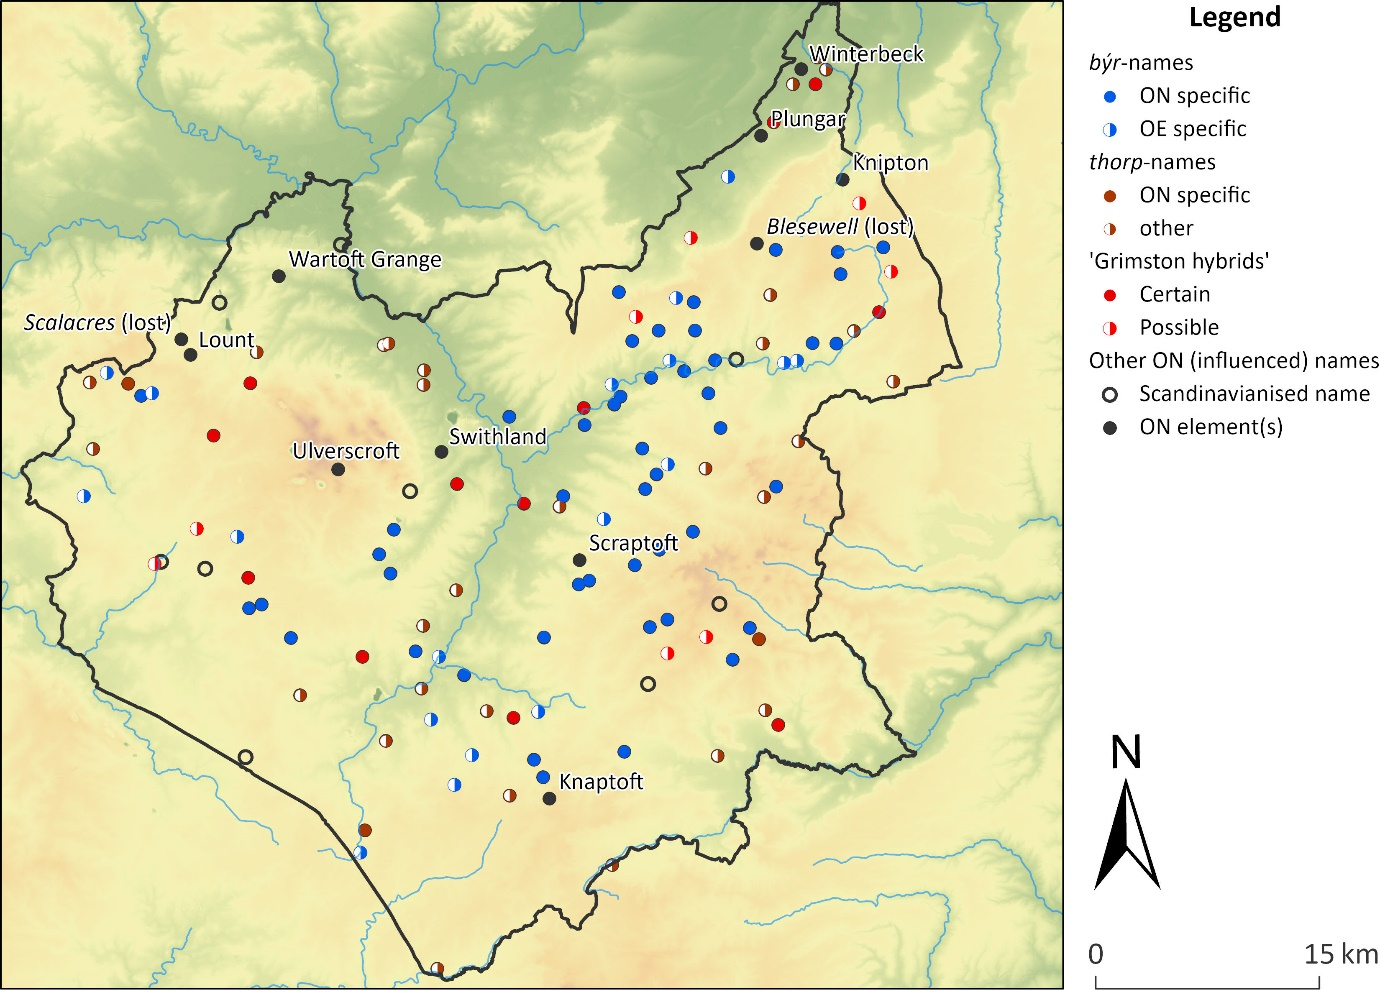 Winterbeck
Plungar
Knipton
Blesewell (lost)
Wartoft Grange
Scalacres (lost)
Lount
Swithland
Ulverscroft
Scraptoft
Knaptoft
Legend
býr-names
ON specific
OE specific
thorp-names
ON specific
other
'Grimston hybrids'
Certain
Possible
Other ON (influenced) names
Scandinavianised name
ON element(s)
N
0 15 km